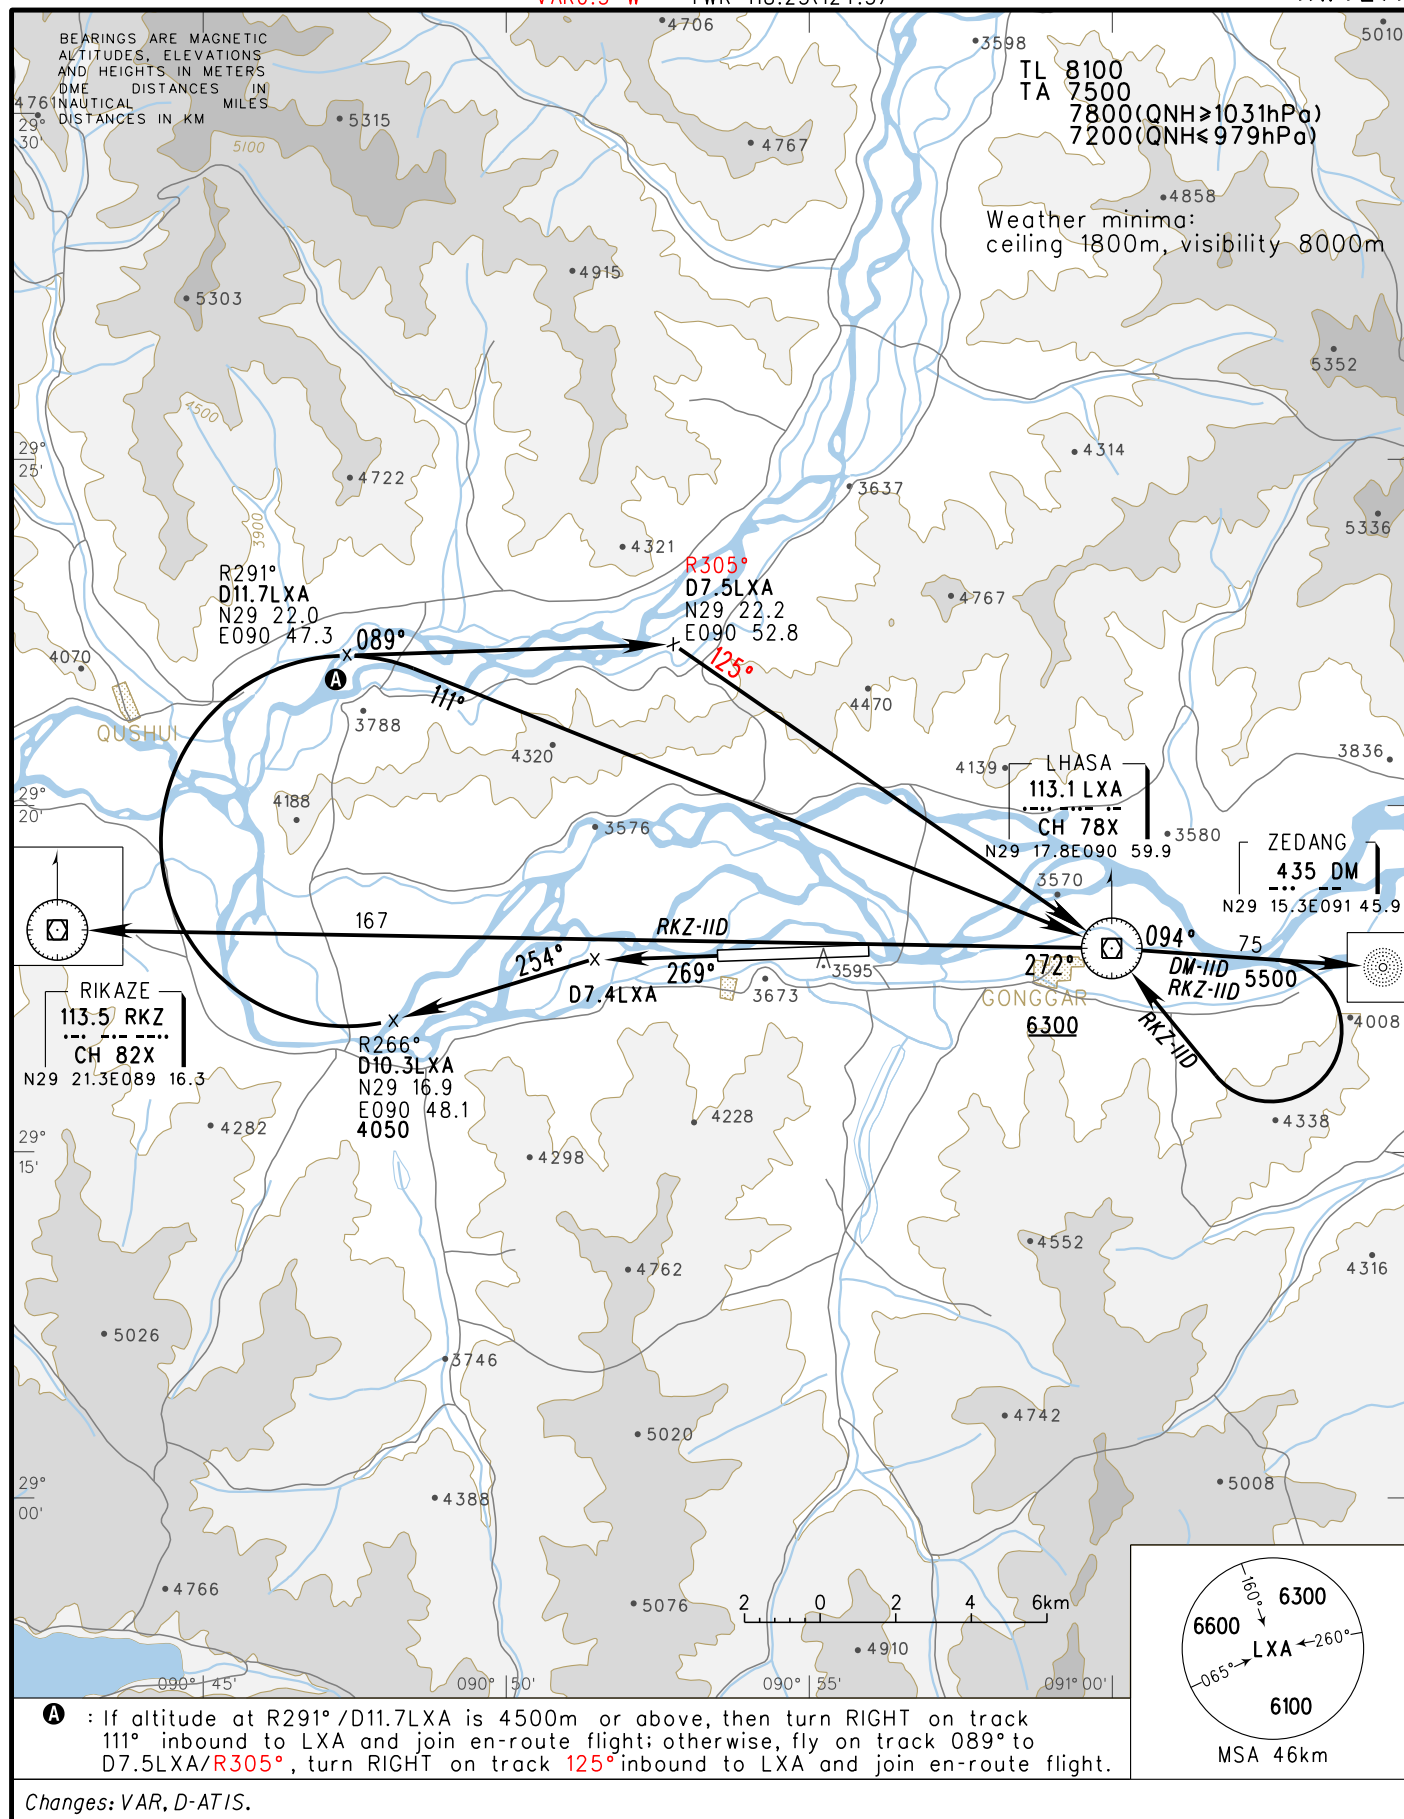 BEARINGS ARE MAGNETIC
ALTITUDES, ELEVATIONS
AND HEIGHTS IN METERS
DME DISTANCES IN
NAUTICAL MILES
DISTANCES IN KM
TL 8100
TA 7500
7800(QNH≥1031hPa)
7200(QNH≤979hPa)
Weather minima:
ceiling 1800m, visibility 8000m
4706
3598
5010
4761
29°
30'
5315
5100
4767
4858
4915
5303
5352
4500
29°
25'
4722
4314
3637
3900
5336
4321
R291°
D11.7LXA
N29 22.0
E090 47.3
R305°
D7.5LXA
N29 22.2
E090 52.8
4767
089°
125°
4070
A
111°
3788
4470
QUSHUI
4320
4139
3836
LHASA
113.1 LXA
CH 78X
N29 17.8E090 59.9
29°
20'
4188
3576
3580
ZEDANG
435 DM
N29 15.3E091 45.9
3570
167
RKZ-11D
094°
75
254°
269°
3595
272°
DM-11D
RKZ-11D
5500
D7.4LXA
3673
GONGGAR
6300
RKZ-11D
4008
RIKAZE
113.5 RKZ
CH 82X
N29 21.3E089 16.3
R266°
D10.3LXA
N29 16.9
E090 48.1
4050
4282
4228
4338
29°
15'
4298
4552
4762
4316
5026
3746
4742
5020
29°
00'
4388
5008
4766
5076
2 0 2 4 6km
4910
090° 45'
090° 50'
090° 55'
091° 00'
160°
6300
6600
LXA
260°
065°
6100
MSA 46km
A : If altitude at R291°/D11.7LXA is 4500m or above, then turn RIGHT on track
111° inbound to LXA and join en-route flight; otherwise, fly on track 089° to
D7.5LXA/R305°, turn RIGHT on track 125° inbound to LXA and join en-route flight.
Changes: VAR, D-ATIS.